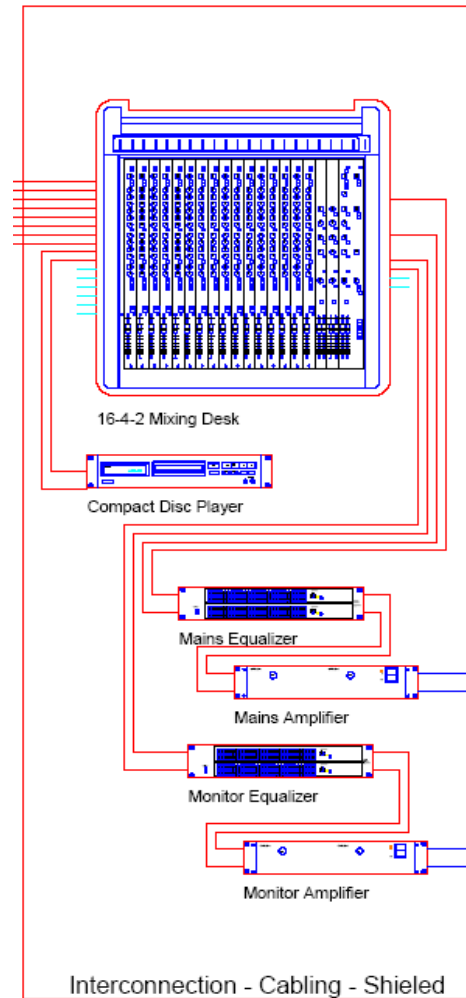 16-4-2 Mixing Desk
Compact Disc Player
Mains Equalizer
Mains Amplifier
Monitor Equalizer
Monitor Amplifier
Interconnection - Cabling - Shieled